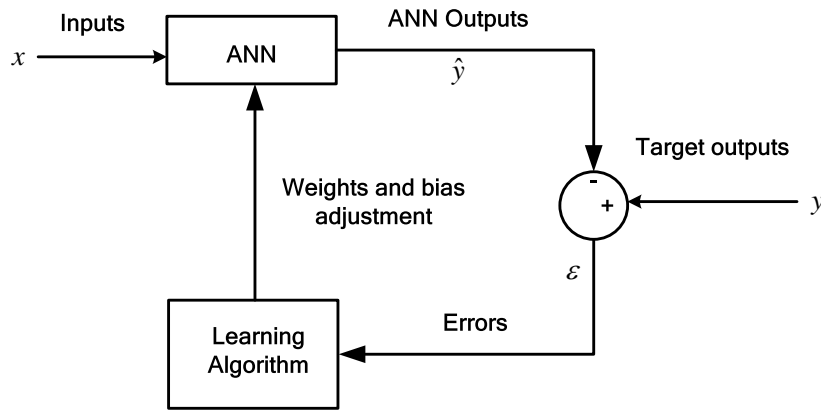 Inputs
ANN Outputs
x
ANN
ŷ
Target outputs
-
+
y
Weights and bias
adjustment
ε
Errors
Learning
Algorithm